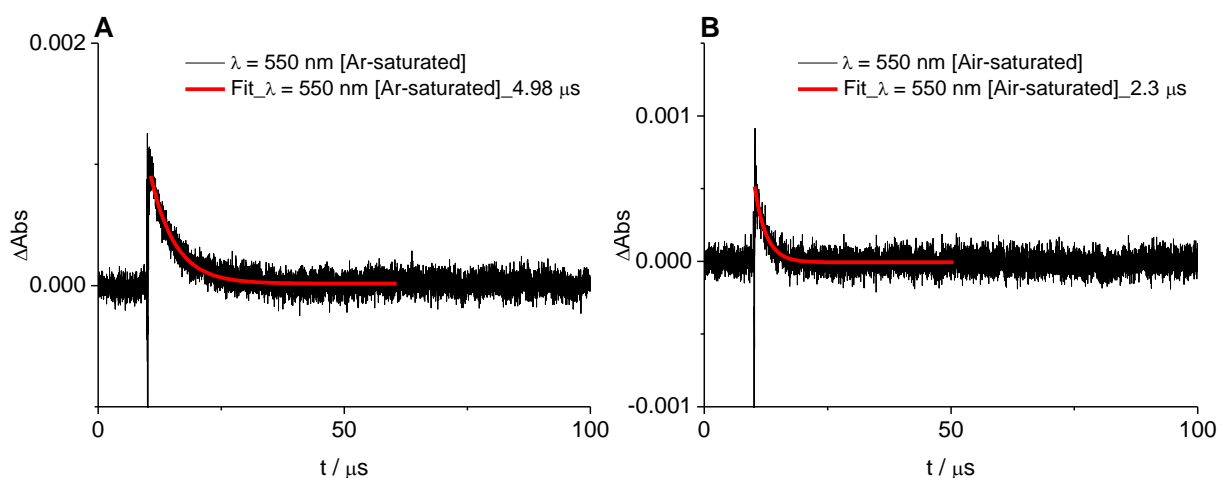 A
0.002
λ = 550 nm [Ar-saturated]
Fit_λ = 550 nm [Ar-saturated]_4.98 μs
ΔAbs
0.000
0
50
100
t / μs
B
λ = 550 nm [Air-saturated]
Fit_λ = 550 nm [Air-saturated]_2.3 μs
0.001
ΔAbs
0.000
-0.001
0
50
100
t / μs